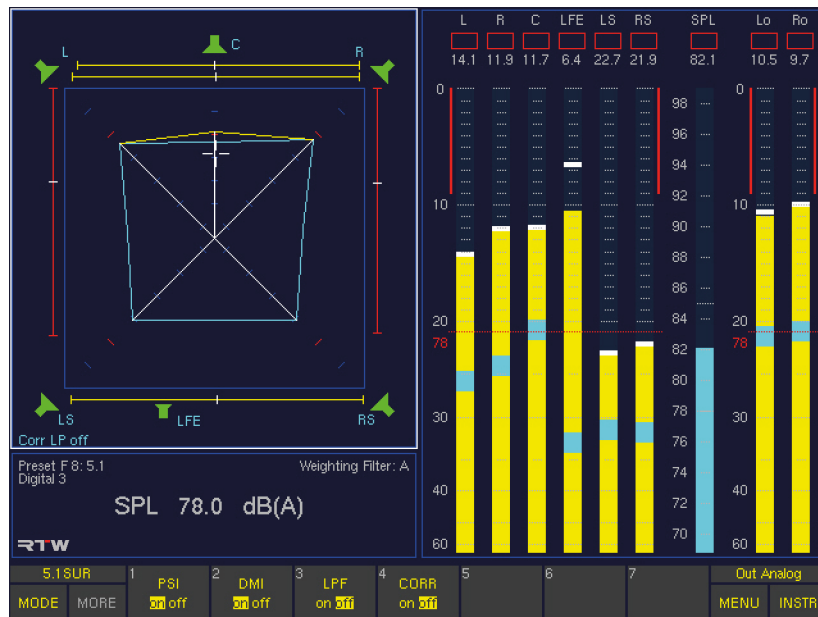 L R C LFE LS RS SPL Lo Ro
14.1 11.9 11.7 6.4 22.7 21.9 82.1 10.5 9.7
L C R
LS LFE RS
Corr LP off
0 98 0
96
94
92
10 90 10
88
86
84
20 20
78 82 78
80
30 78 30
76
74
40 72 40
70
60 60
Preset F 8: 5.1 Weighting Filter: A
Digital 3
SPL 78.0 dB(A)
RTW
5.1SUR 1 PSI 2 DMI 3 LPF 4 CORR 5 6 7 Out Analog
MODE MORE on off on off on off on off MENU INSTR